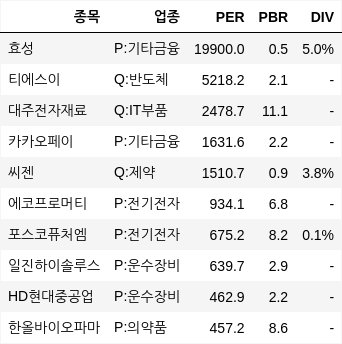 종목 업종 PER PBR DIV
효성 P:기타금융 19900.0 0.5 5.0%
티에스이 Q:반도체 5218.2 2.1 -
대주전자재료 Q:IT부품 2478.7 11.1 -
카카오페이 P:기타금융 1631.6 2.2 -
씨젠 Q:제약 1510.7 0.9 3.8%
에코프로머티 P:전기전자 934.1 6.8 -
포스코퓨처엠 P:전기전자 675.2 8.2 0.1%
일진하이솔루스 P:운수장비 639.7 2.9 -
HD현대중공업 P:운수장비 462.9 2.2 -
한올바이오파마 P:의약품 457.2 8.6 -